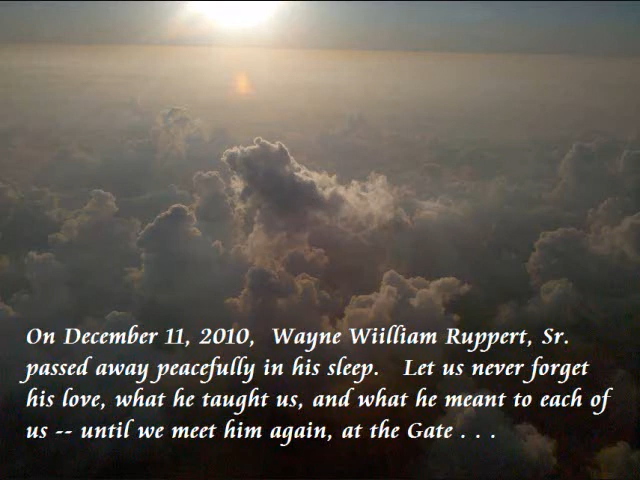 On December 11, 2010,  Wayne Wiilliam Ruppert, Sr.
passed away peacefully in his sleep.   Let us never forget
his love, what he taught us, and what he meant to each of
us -- until we meet him again, at the Gate . . .